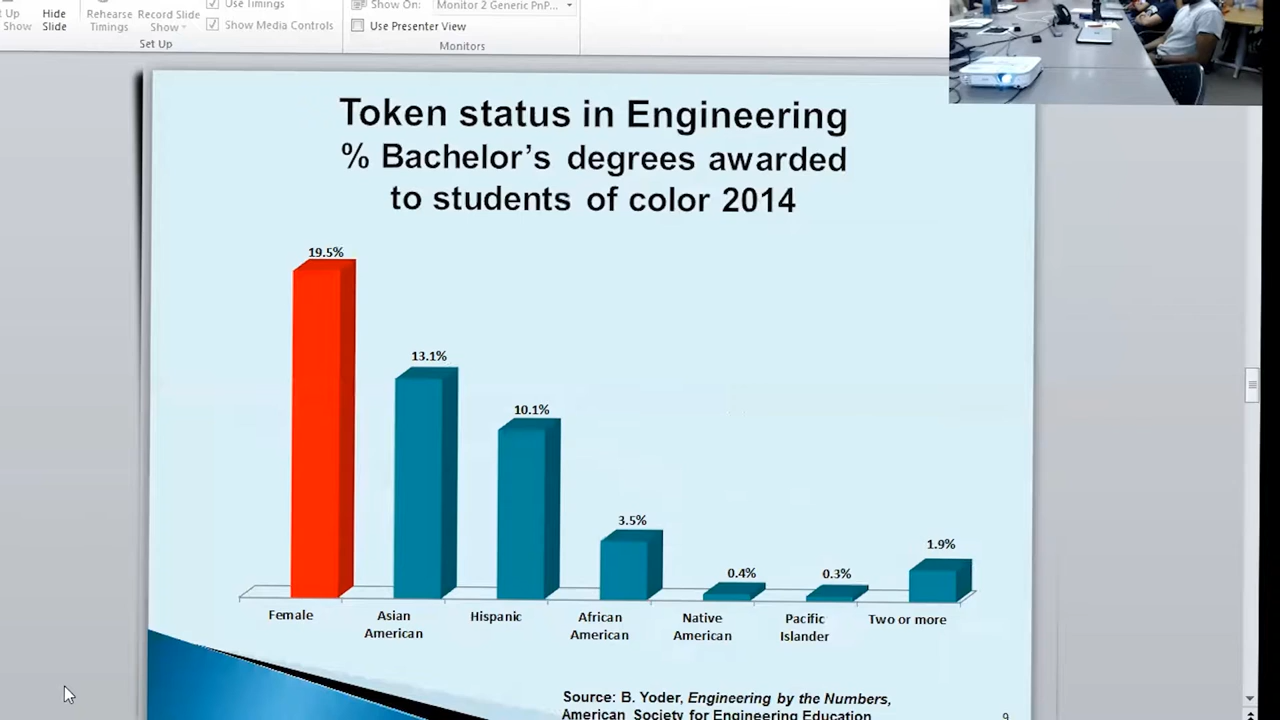 t Up
Show
Hide
Slide
Rehearse
Timings
Record Slide
Show
Use Timings
Show Media Controls
Set Up
Show On:
Monitor 2 Generic PnP...
Use Presenter View
Monitors
Token status in Engineering
% Bachelor's degrees awarded
to students of color 2014
19.5%
13.1%
10.1%
3.5%
0.4%
0.3%
1.9%
Female
Asian
American
Hispanic
African
American
Native
American
Pacific
Islander
Two or more
Source: B. Yoder, Engineering by the Numbers,
American Society for Engineering Education
9